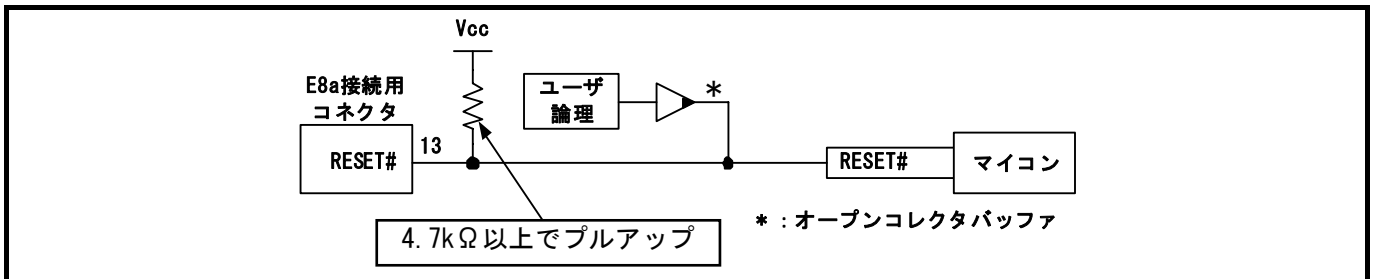 Vcc
E8a接続用
コネクタ
ユーザ
論理
*
RESET#
13
RESET#
マイコン
4.7kΩ以上でプルアップ
*：オープンコレクタバッファ